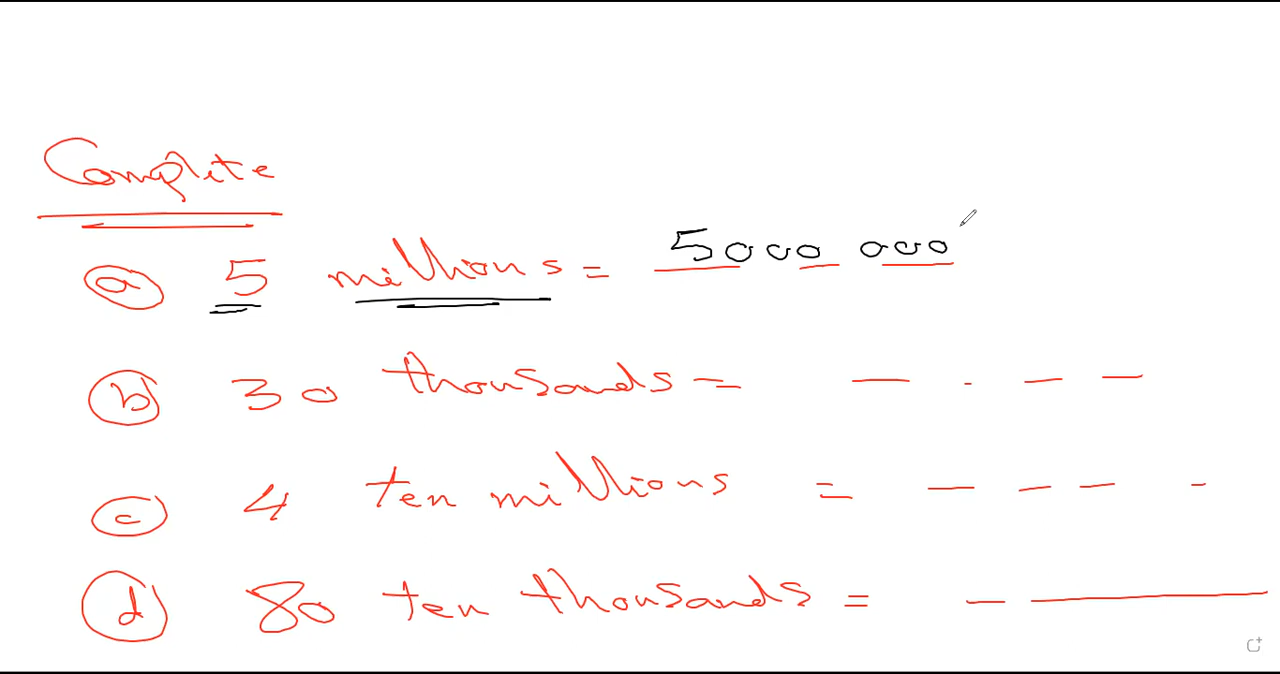 Complete
a 5 millions = 5000 000
b 30 thousands = — - — —
c 4 ten millions = — — — -
d 80 ten thousands = — —